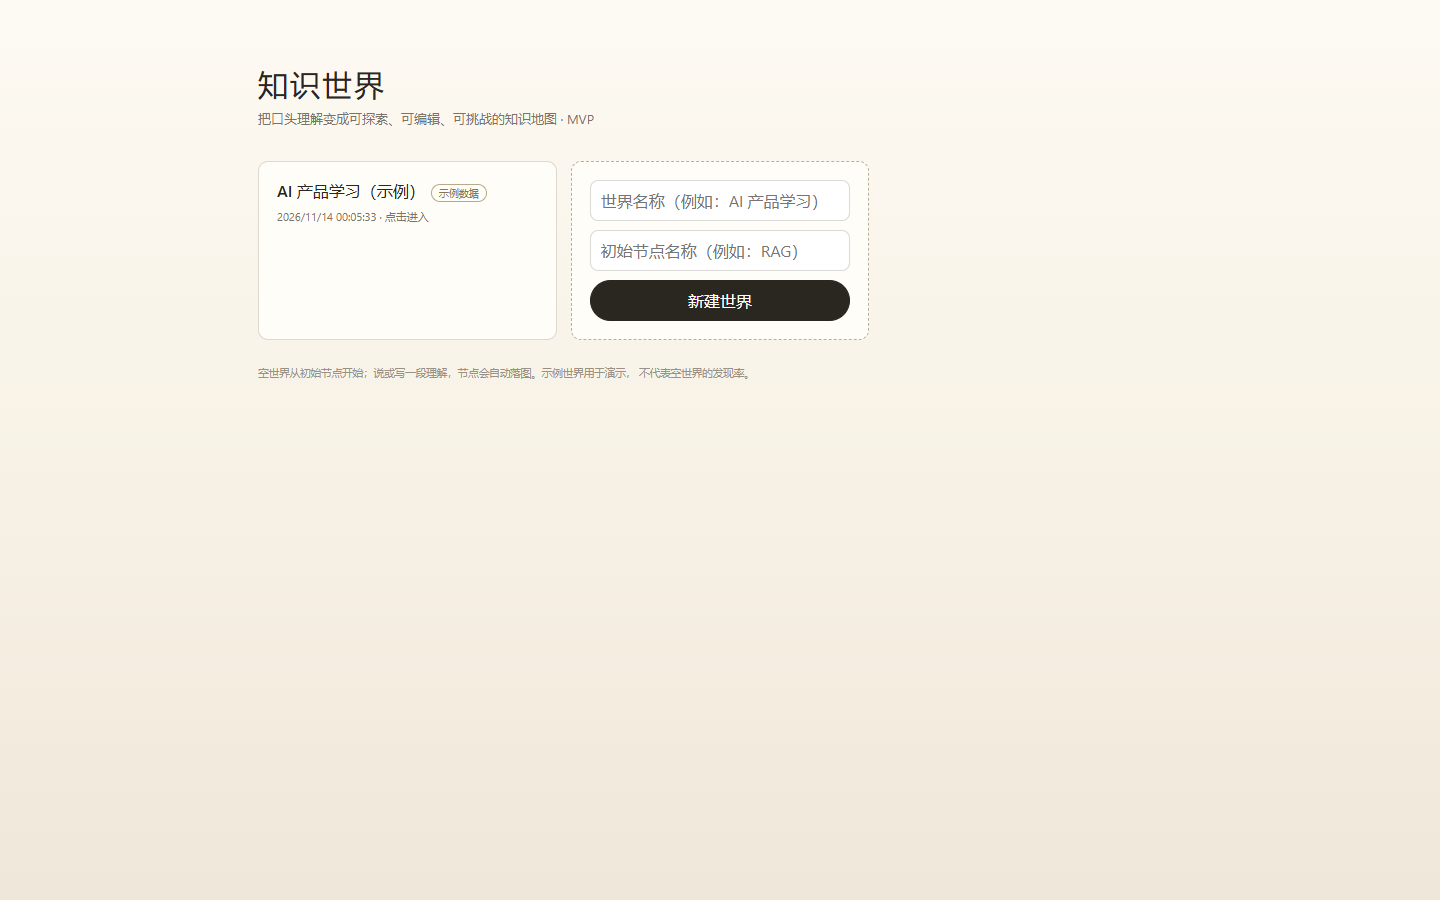 知识世界
把口头理解变成可探索、可编辑、可挑战的知识地图 · MVP
AI 产品学习（示例） 示例数据
2026/11/14 00:05:33 · 点击进入
世界名称（例如：AI 产品学习）
初始节点名称（例如：RAG）
新建世界
空世界从初始节点开始；说或写一段理解，节点会自动落图。示例世界用于演示， 不代表空世界的发现率。